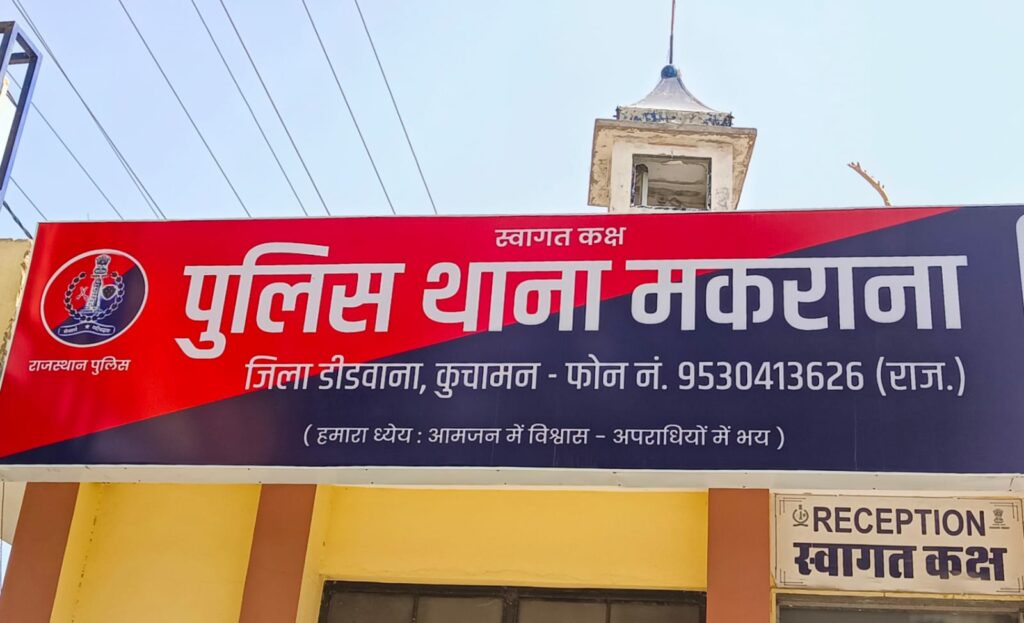 स्वागत कक्ष
पुलिस थाना मकराना
राजस्थान पुलिस
जिला डीडवाना, कुचामन - फोन नं. 9530413626 (राज.)
( हमारा ध्येय : आमजन में विश्वास - अपराधियों में भय )
RECEPTION
स्वागत कक्ष